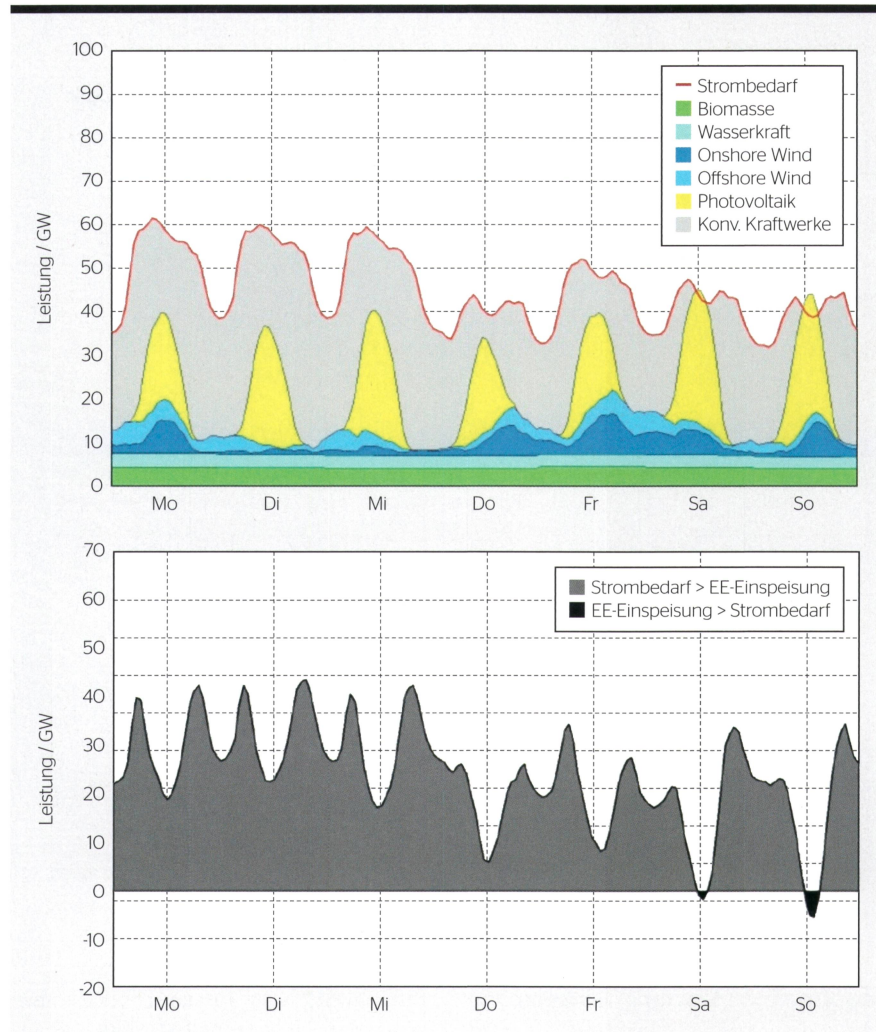 100
90
80
70
60
50
40
30
20
10
0
Leistung / GW
Strombedarf
Biomasse
Wasserkraft
Onshore Wind
Offshore Wind
Photovoltaik
Konv. Kraftwerke
Mo Di Mi Do Fr Sa So
70
60
50
40
30
20
10
0
-10
-20
Leistung / GW
Strombedarf > EE-Einspeisung
EE-Einspeisung > Strombedarf
Mo Di Mi Do Fr Sa So